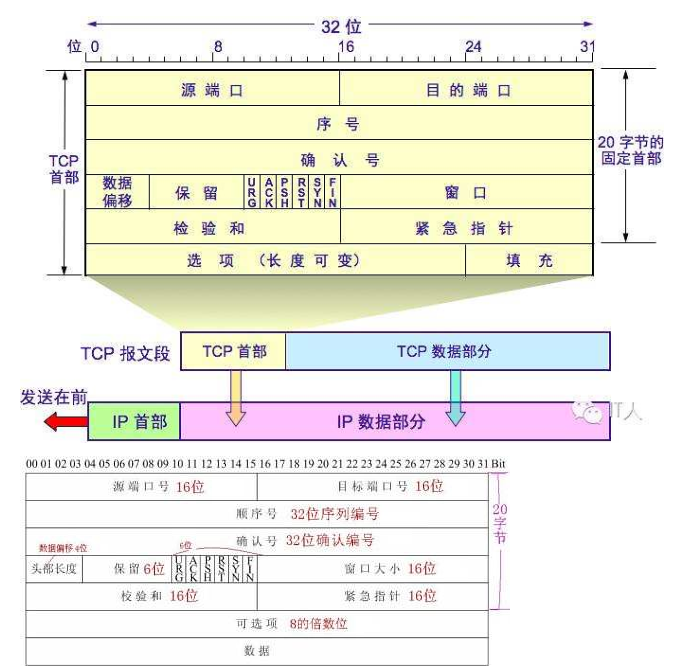 32 位
位 0 8 16 24 31
源 端 口 目 的 端 口
序 号
TCP 首部
20 字节的 固定首部
确 认 号
数据 偏移 保 留 URG ACK PSH RST SYN FIN 窗 口
检 验 和 紧 急 指 针
选 项 （长 度 可 变） 填 充
TCP 报文段 TCP 首部 TCP 数据部分
发送在前
IP 首部 IP 数据部分
IT人
00 01 02 03 04 05 06 07 08 09 10 11 12 13 14 15 16 17 18 19 20 21 22 23 24 25 26 27 28 29 30 31 Bit
源端口号 16位 目标端口号 16位
顺序号 32位序列编号
20字节
确认号 32位确认编号
数据偏移 4位 6位
头部长度 保留 6位 URG ACK PSH RST SYN FIN 窗口大小 16位
校验和 16位 紧急指针 16位
可选项 8的倍数位
数据